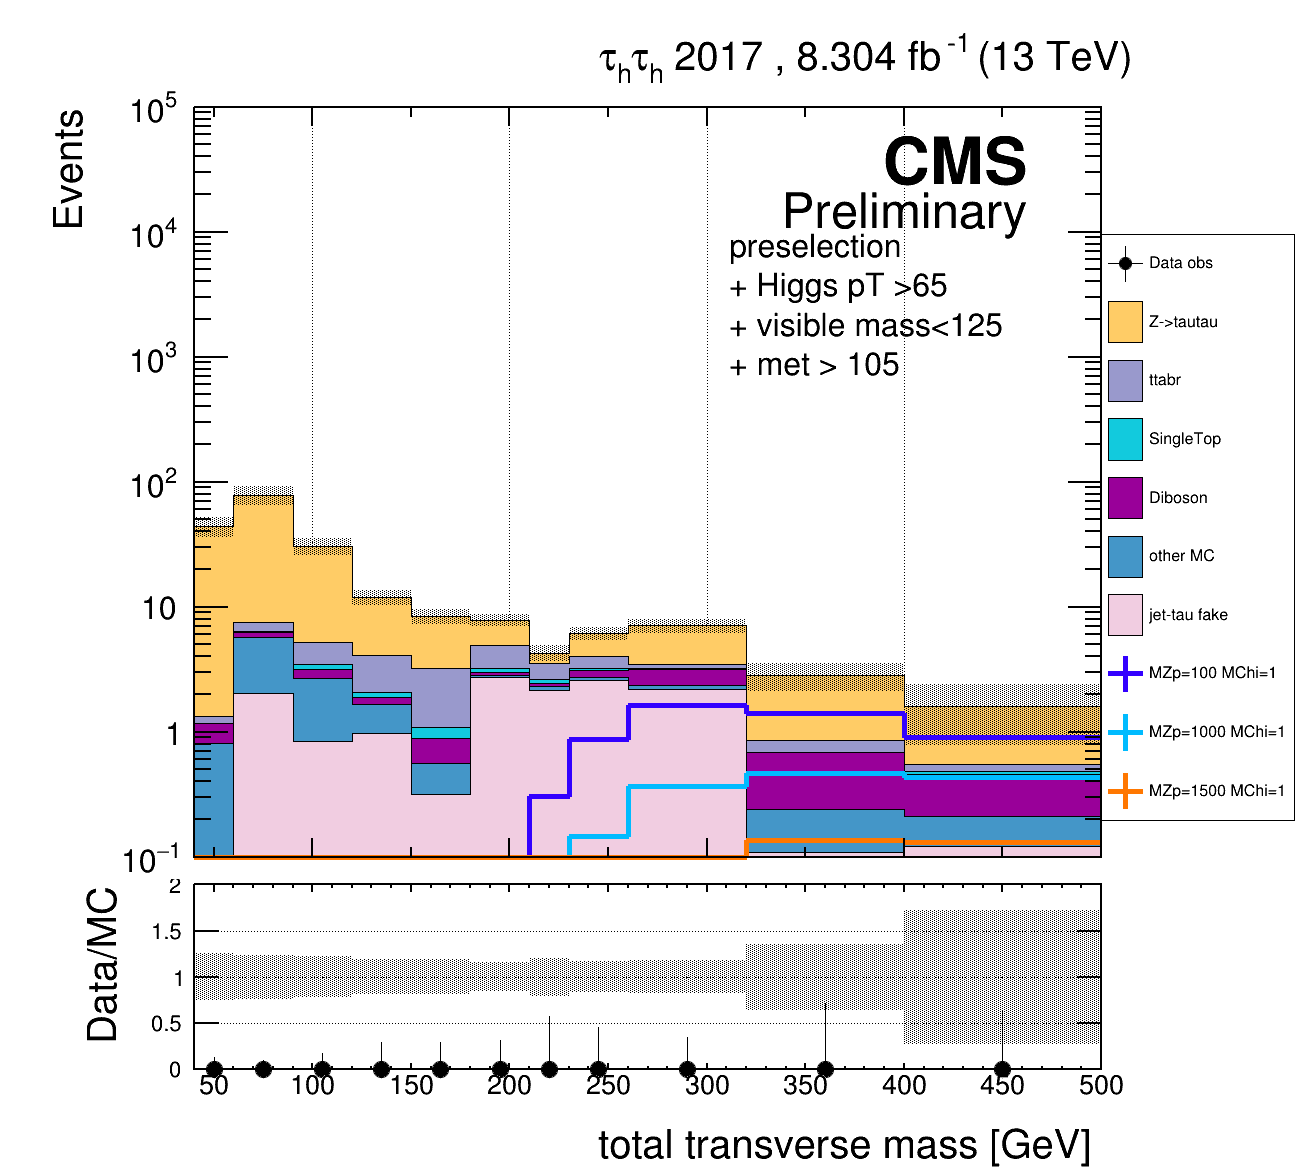 τhτh 2017 , 8.304 fb-1 (13 TeV)
Events
10^5
10^4
10^3
10^2
10
1
10^−1
CMS
Preliminary
preselection
+ Higgs pT >65
+ visible mass<125
+ met > 105
Data obs
Z->tautau
ttabr
SingleTop
Diboson
other MC
jet-tau fake
MZp=100 MChi=1
MZp=1000 MChi=1
MZp=1500 MChi=1
Data/MC
2
1.5
1
0.5
0
50 100 150 200 250 300 350 400 450 500
total transverse mass [GeV]